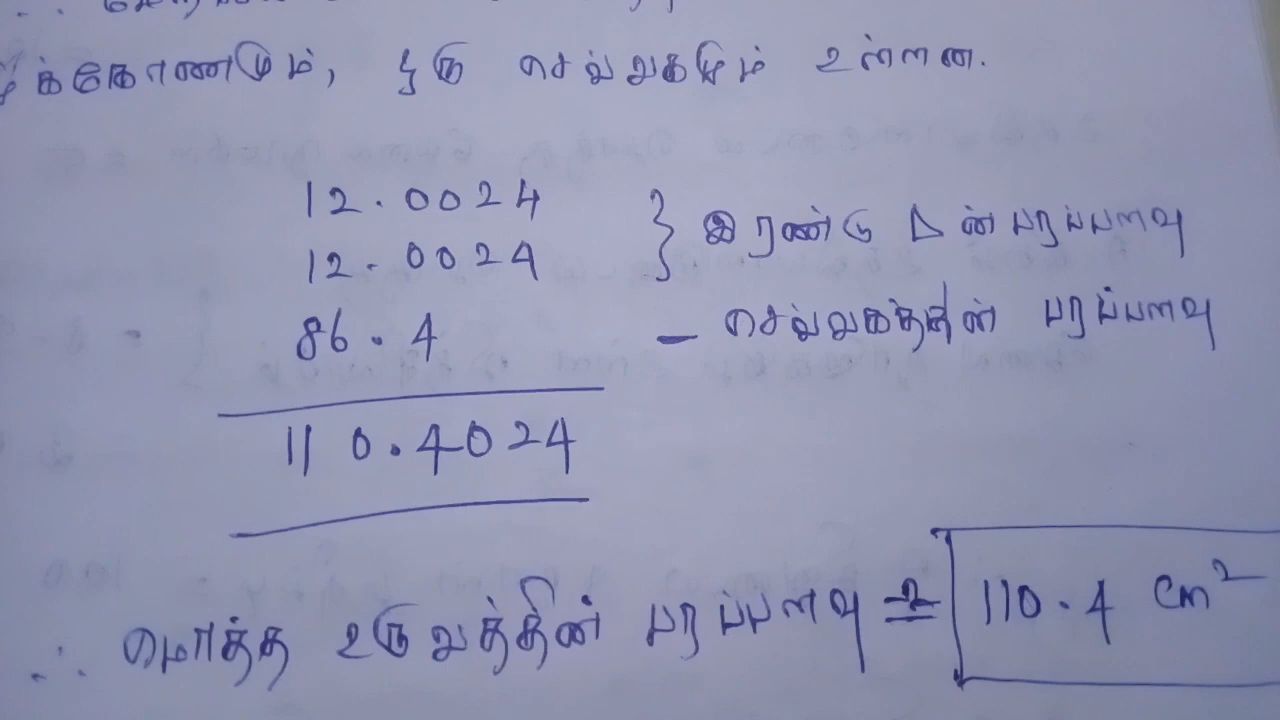 க்கோணமும், ஒரு செவ்வகமும் உள்ளன.
12.0024
12.0024 } இரண்டு △ ன் பரப்பளவு
86.4 – செவ்வகத்தின் பரப்பளவு
110.4024
∴ மொத்த உருவத்தின் பரப்பளவு = 110.4 cm²